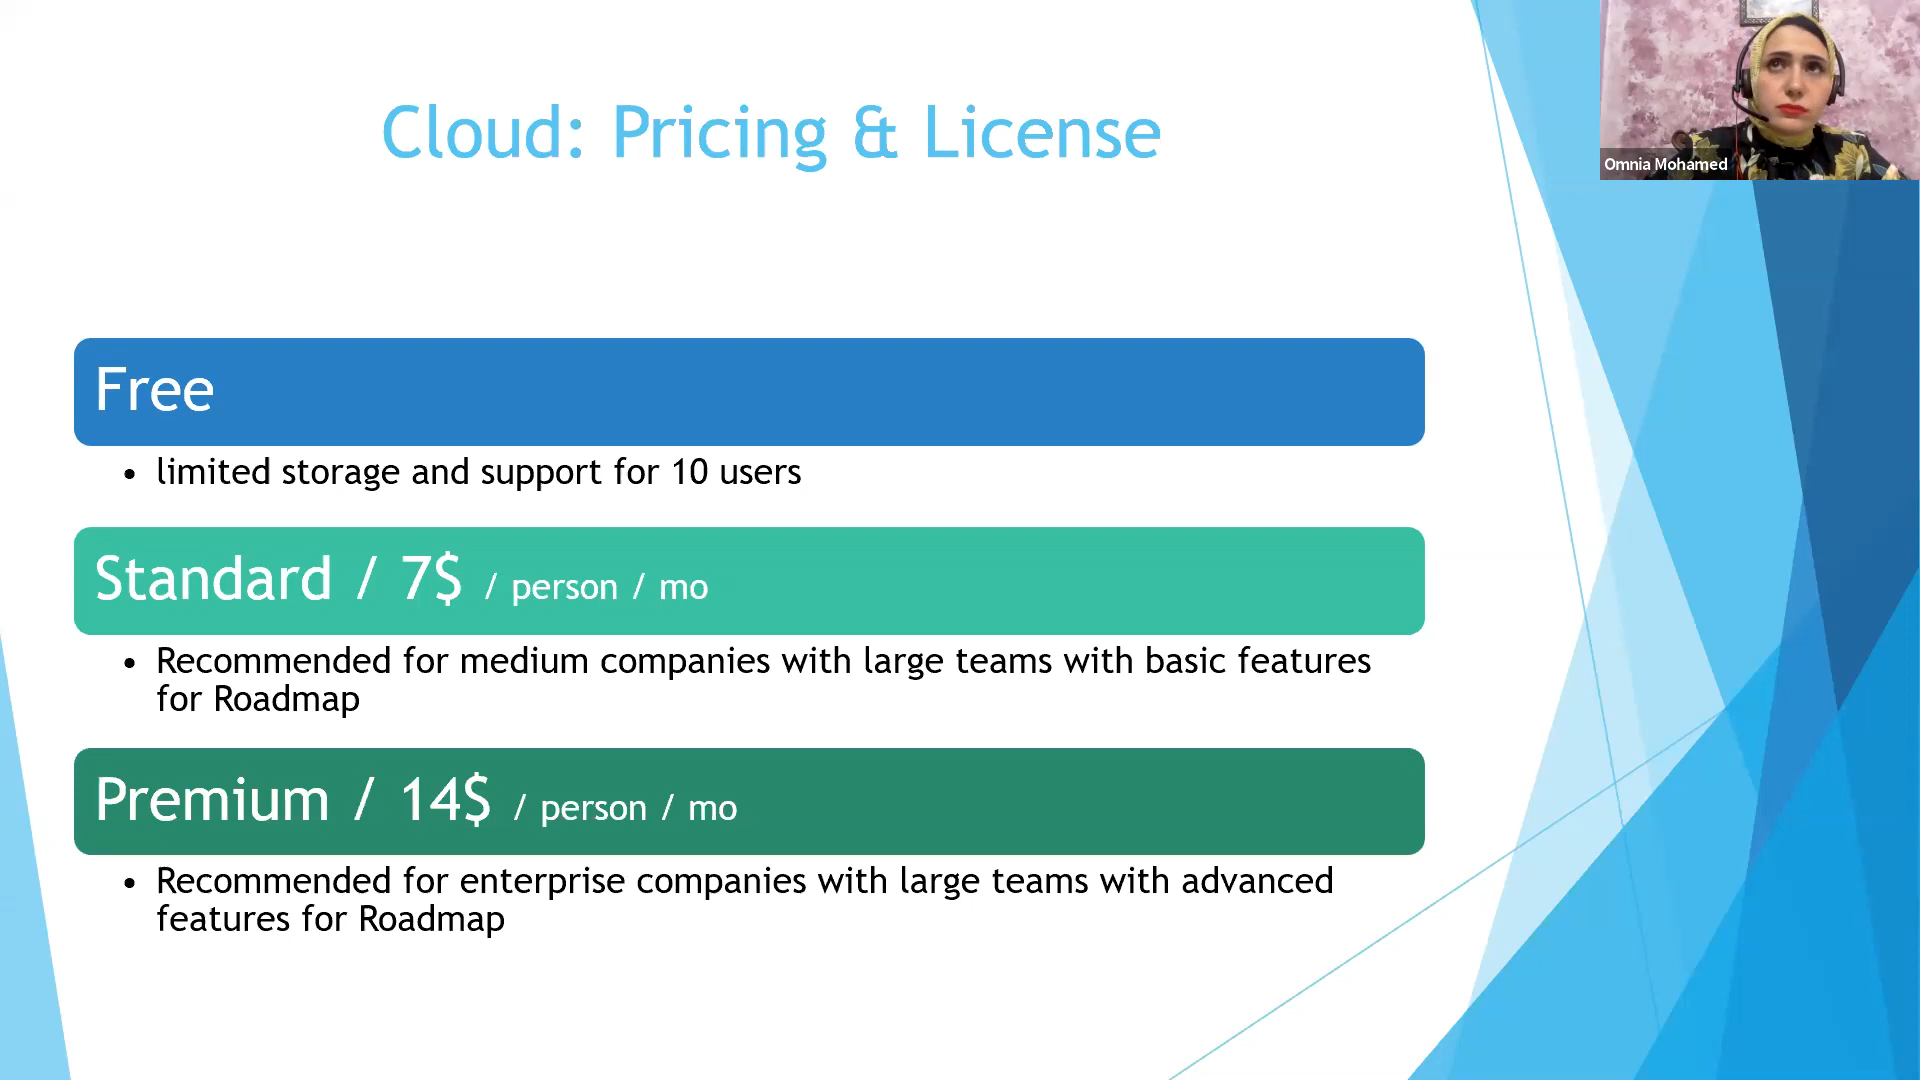 Cloud: Pricing & License
Omnia Mohamed
Free
• limited storage and support for 10 users
Standard / 7$ / person / mo
• Recommended for medium companies with large teams with basic features
for Roadmap
Premium / 14$ / person / mo
• Recommended for enterprise companies with large teams with advanced
features for Roadmap